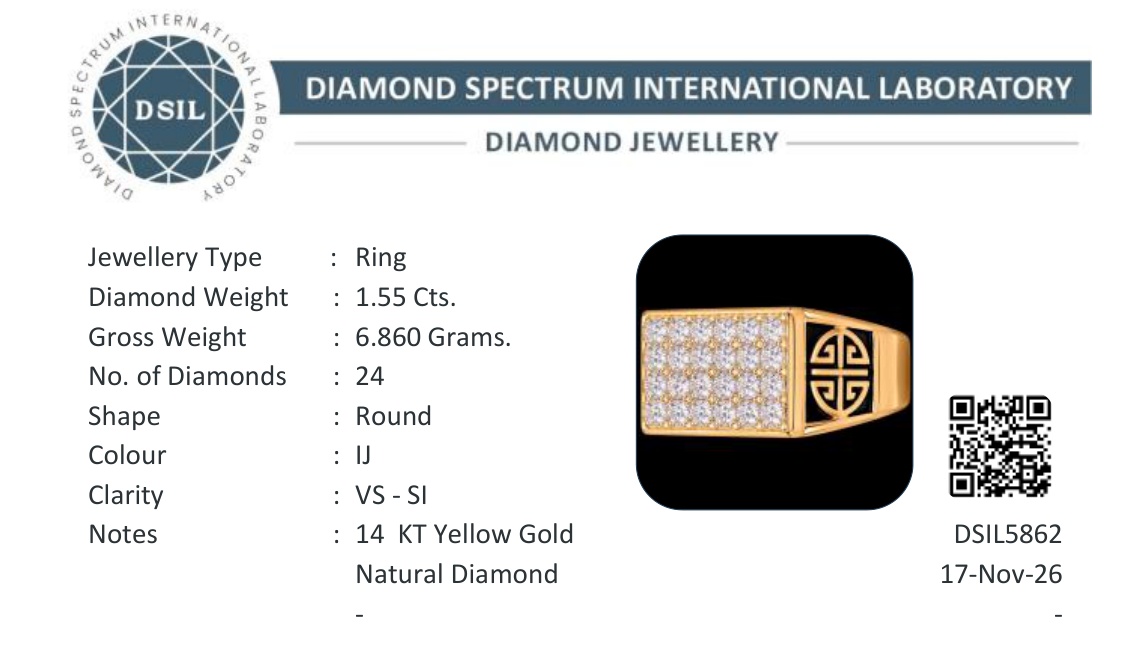 DIAMOND SPECTRUM INTERNATIONAL LABORATORY
DSIL
DIAMOND SPECTRUM INTERNATIONAL LABORATORY
DIAMOND JEWELLERY
Jewellery Type : Ring
Diamond Weight : 1.55 Cts.
Gross Weight : 6.860 Grams.
No. of Diamonds : 24
Shape : Round
Colour : IJ
Clarity : VS - SI
Notes : 14 KT Yellow Gold DSIL5862
Natural Diamond 17-Nov-26
- -